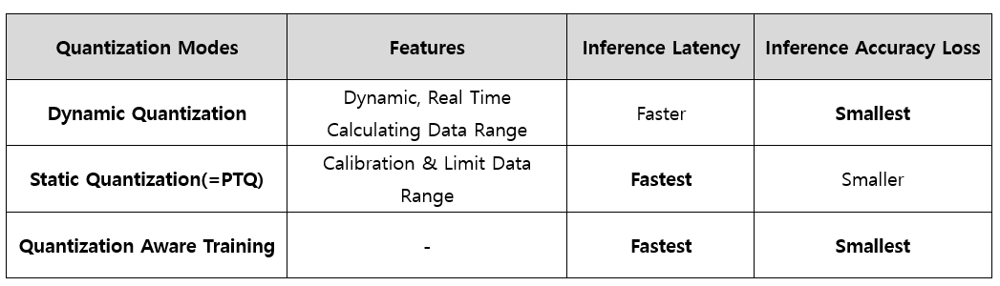 Quantization Modes
Features
Inference Latency
Inference Accuracy Loss
Dynamic Quantization
Dynamic, Real Time
Calculating Data Range
Faster
Smallest
Static Quantization(=PTQ)
Calibration & Limit Data
Range
Fastest
Smaller
Quantization Aware Training
-
Fastest
Smallest